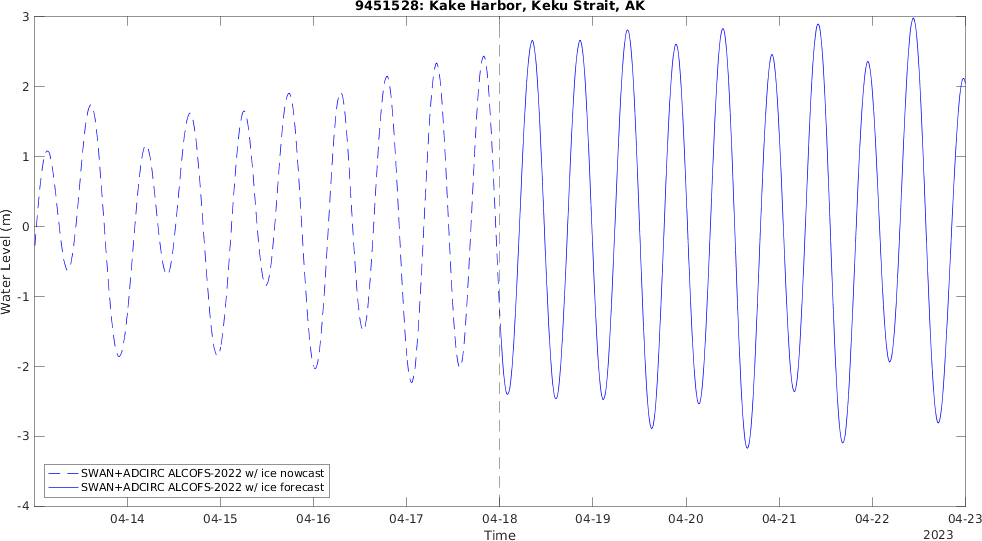 9451528: Kake Harbor, Keku Strait, AK
3
2
1
0
-1
-2
-3
-4
Water Level (m)
SWAN+ADCIRC ALCOFS-2022 w/ ice nowcast
SWAN+ADCIRC ALCOFS-2022 w/ ice forecast
04-14 04-15 04-16 04-17 04-18 04-19 04-20 04-21 04-22 04-23
Time
2023